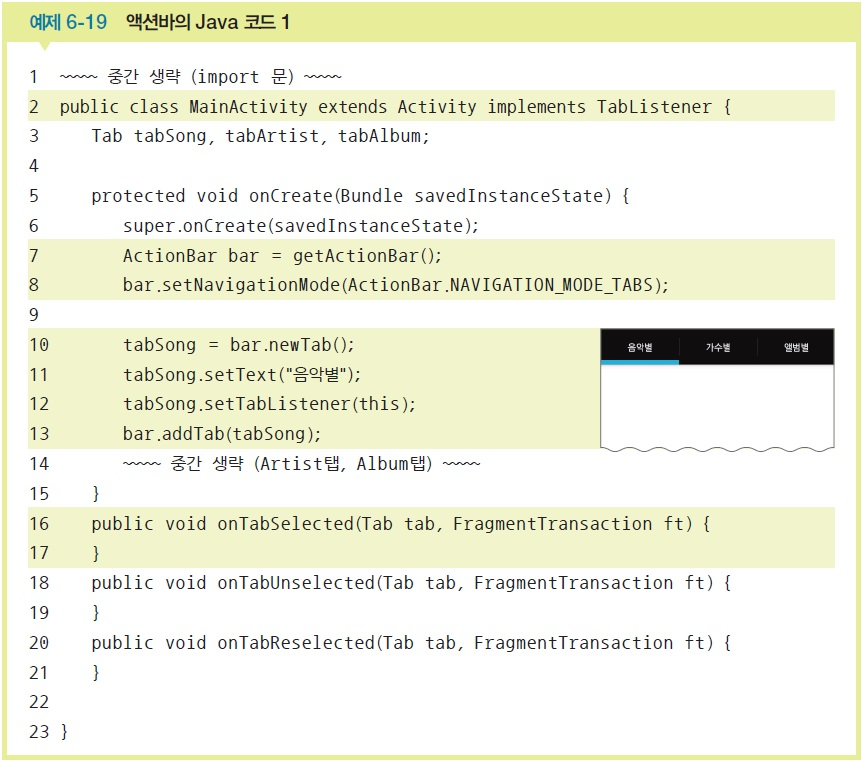 예제 6-19 액션바의 Java 코드 1
1 ~~~~~ 중간 생략 (import 문) ~~~~~
2 public class MainActivity extends Activity implements TabListener {
3 Tab tabSong, tabArtist, tabAlbum;
4
5 protected void onCreate(Bundle savedInstanceState) {
6 super.onCreate(savedInstanceState);
7 ActionBar bar = getActionBar();
8 bar.setNavigationMode(ActionBar.NAVIGATION_MODE_TABS);
9
10 tabSong = bar.newTab();
11 tabSong.setText("음악별");
12 tabSong.setTabListener(this);
13 bar.addTab(tabSong);
음악별 가수별 앨범별
14 ~~~~~ 중간 생략 (Artist탭, Album탭) ~~~~~
15 }
16 public void onTabSelected(Tab tab, FragmentTransaction ft) {
17 }
18 public void onTabUnselected(Tab tab, FragmentTransaction ft) {
19 }
20 public void onTabReselected(Tab tab, FragmentTransaction ft) {
21 }
22
23 }